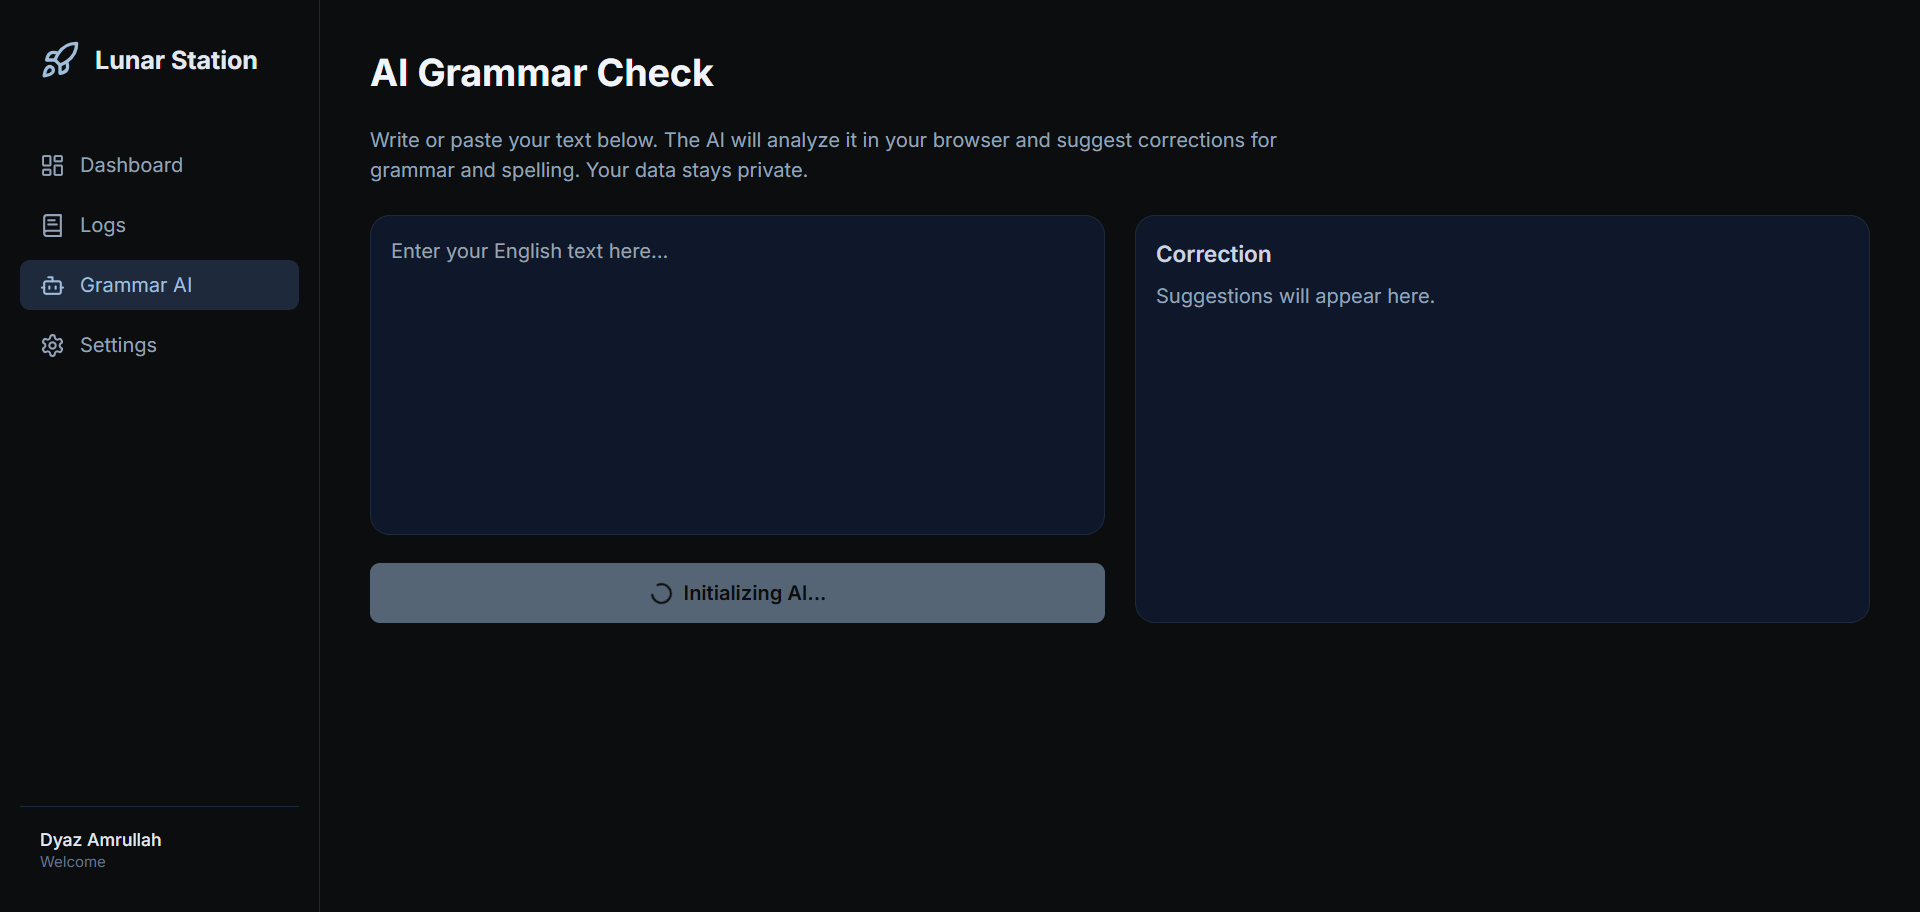 Lunar Station
Dashboard
Logs
Grammar AI
Settings
Dyaz Amrullah
Welcome
AI Grammar Check
Write or paste your text below. The AI will analyze it in your browser and suggest corrections for
grammar and spelling. Your data stays private.
Enter your English text here...
Initializing AI...
Correction
Suggestions will appear here.